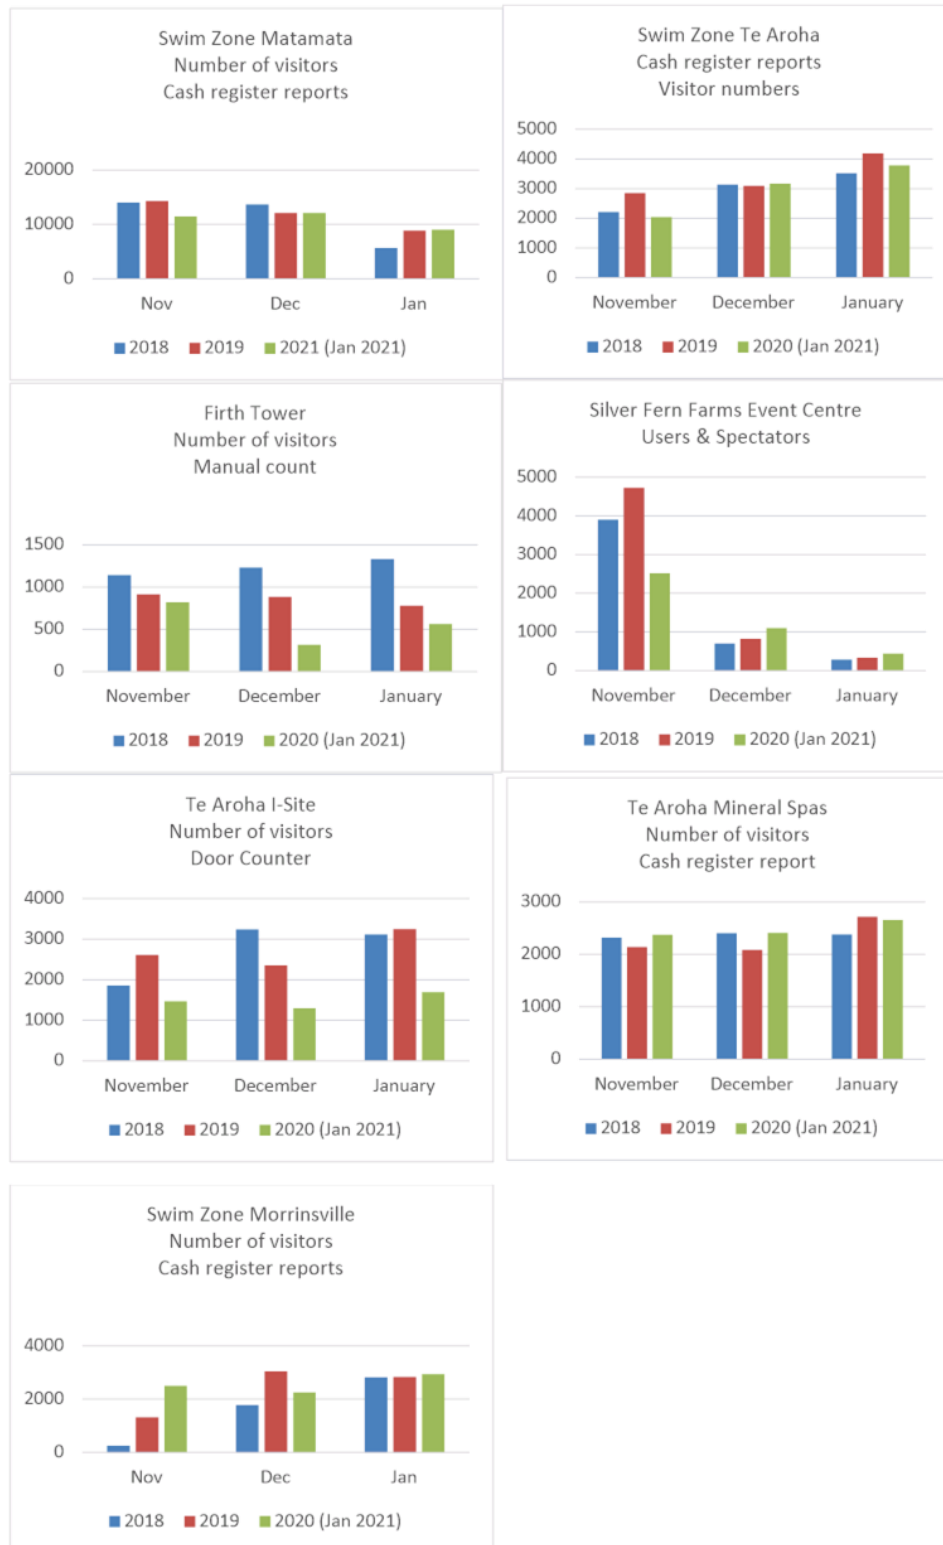 Swim Zone Matamata
Number of visitors
Cash register reports
20000
10000
0
Nov Dec Jan
2018 2019 2021 (Jan 2021)
Swim Zone Te Aroha
Cash register reports
Visitor numbers
5000
4000
3000
2000
1000
0
November December January
2018 2019 2020 (Jan 2021)
Firth Tower
Number of visitors
Manual count
1500
1000
500
0
November December January
2018 2019 2020 (Jan 2021)
Silver Fern Farms Event Centre
Users & Spectators
5000
4000
3000
2000
1000
0
November December January
2018 2019 2020 (Jan 2021)
Te Aroha I-Site
Number of visitors
Door Counter
4000
3000
2000
1000
0
November December January
2018 2019 2020 (Jan 2021)
Te Aroha Mineral Spas
Number of visitors
Cash register report
3000
2000
1000
0
November December January
2018 2019 2020 (Jan 2021)
Swim Zone Morrinsville
Number of visitors
Cash register reports
4000
2000
0
Nov Dec Jan
2018 2019 2020 (Jan 2021)